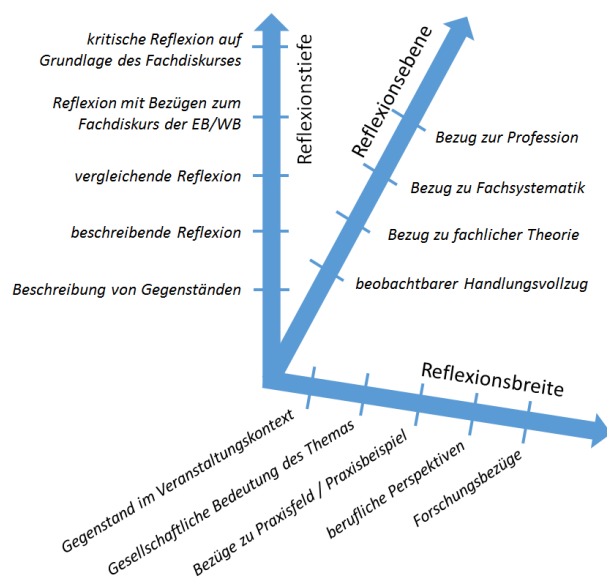 kritische Reflexion auf
Grundlage des Fachdiskurses
Reflexion mit Bezügen zum
Fachdiskurs der EB/WB
vergleichende Reflexion
beschreibende Reflexion
Beschreibung von Gegenständen
Reflexionstiefe
Reflexionsebene
Bezug zur Profession
Bezug zu Fachsystematik
Bezug zu fachlicher Theorie
beobachtbarer Handlungsvollzug
Reflexionsbreite
Gegenstand im Veranstaltungskontext
Gesellschaftliche Bedeutung des Themas
Bezüge zu Praxisfeld / Praxisbeispiel
berufliche Perspektiven
Forschungsbezüge